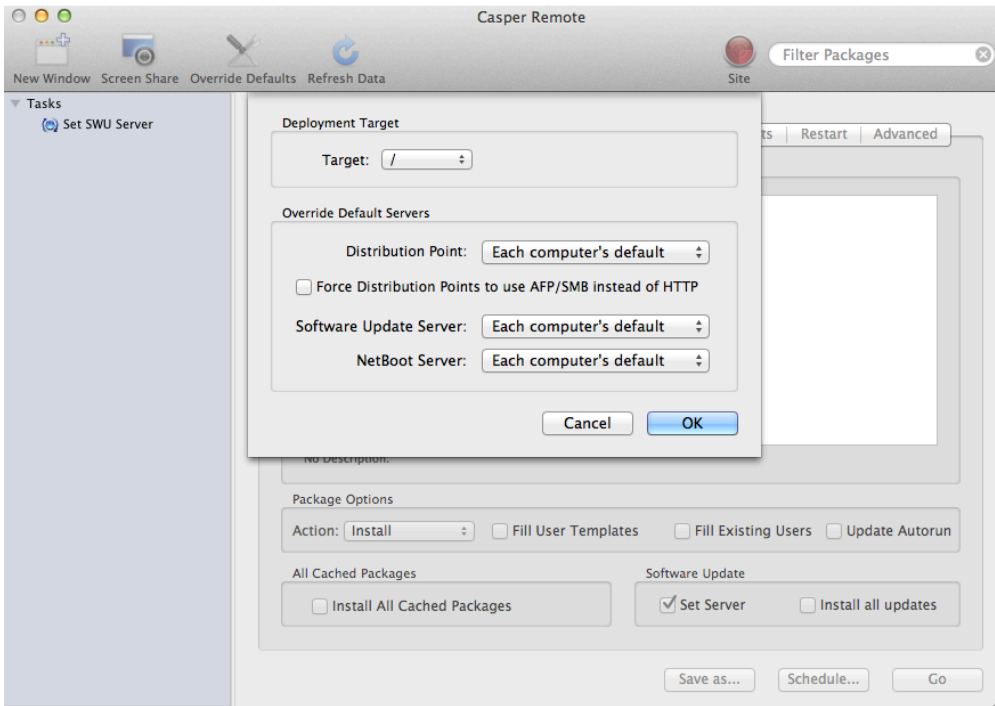 Casper Remote
New Window Screen Share Override Defaults Refresh Data Site Filter Packages
Tasks
Set SWU Server
Deployment Target
Target: /
Override Default Servers
Distribution Point: Each computer's default
Force Distribution Points to use AFP/SMB instead of HTTP
Software Update Server: Each computer's default
NetBoot Server: Each computer's default
Cancel OK
ts Restart Advanced
No Description.
Package Options
Action: Install Fill User Templates Fill Existing Users Update Autorun
All Cached Packages Software Update
Install All Cached Packages Set Server Install all updates
Save as... Schedule... Go